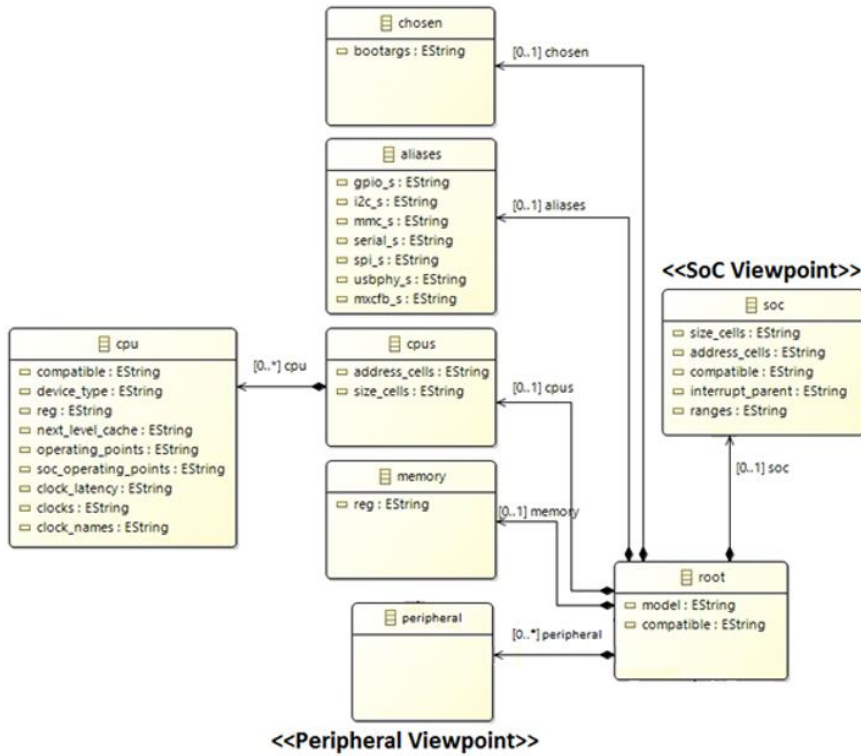 chosen
bootargs : EString
[0..1] chosen
aliases
gpio_s : EString
i2c_s : EString
mmc_s : EString
serial_s : EString
spi_s : EString
usbphy_s : EString
mxcfb_s : EString
[0..1] aliases
<<SoC Viewpoint>>
soc
size_cells : EString
address_cells : EString
compatible : EString
interrupt_parent : EString
ranges : EString
[0..1] soc
cpu
compatible : EString
device_type : EString
reg : EString
next_level_cache : EString
operating_points : EString
soc_operating_points : EString
clock_latency : EString
clocks : EString
clock_names : EString
[0..*] cpu
cpus
address_cells : EString
size_cells : EString
[0..1] cpus
memory
reg : EString
[0..1] memory
root
model : EString
compatible : EString
peripheral
[0..*] peripheral
<<Peripheral Viewpoint>>